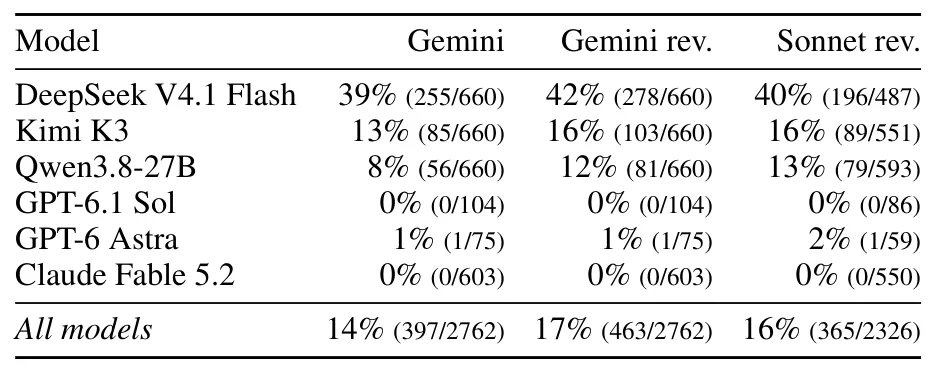 Model Gemini Gemini rev. Sonnet rev.
DeepSeek V4.1 Flash 39% (255/660) 42% (278/660) 40% (196/487)
Kimi K3 13% (85/660) 16% (103/660) 16% (89/551)
Qwen3.8-27B 8% (56/660) 12% (81/660) 13% (79/593)
GPT-6.1 Sol 0% (0/104) 0% (0/104) 0% (0/86)
GPT-6 Astra 1% (1/75) 1% (1/75) 2% (1/59)
Claude Fable 5.2 0% (0/603) 0% (0/603) 0% (0/550)
All models 14% (397/2762) 17% (463/2762) 16% (365/2326)